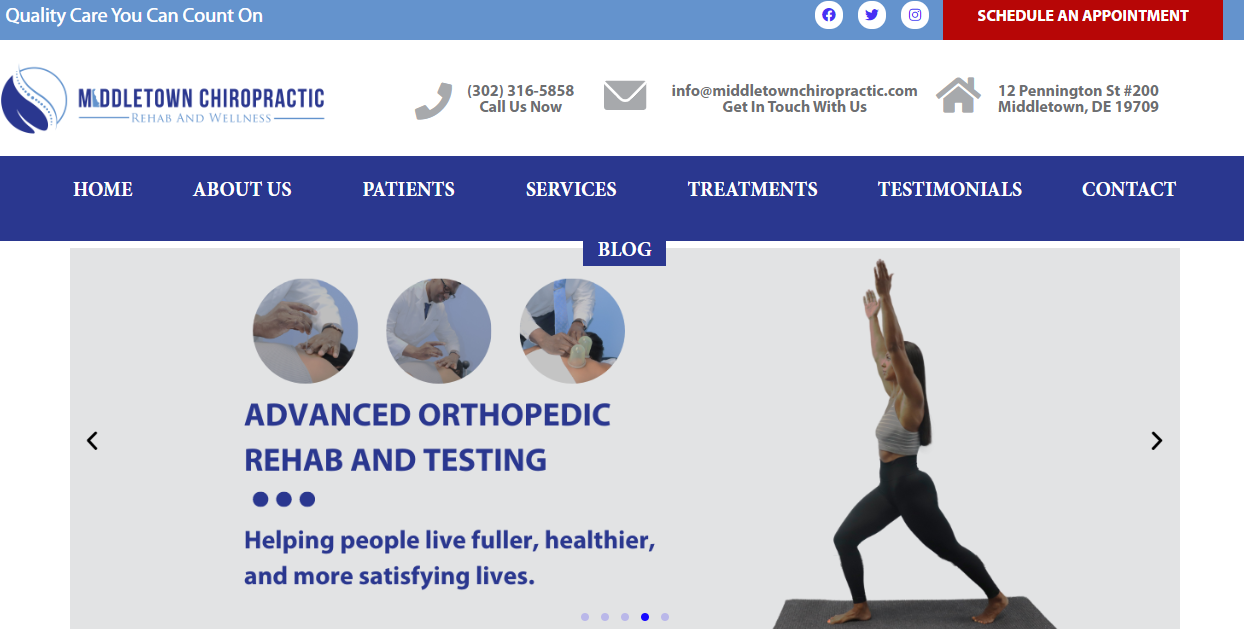 Quality Care You Can Count On
SCHEDULE AN APPOINTMENT
MIDDLETOWN CHIROPRACTIC
REHAB AND WELLNESS
(302) 316-5858
Call Us Now
info@middletownchiropractic.com
Get In Touch With Us
12 Pennington St #200
Middletown, DE 19709
HOME ABOUT US PATIENTS SERVICES TREATMENTS TESTIMONIALS CONTACT
BLOG
ADVANCED ORTHOPEDIC
REHAB AND TESTING
Helping people live fuller, healthier,
and more satisfying lives.